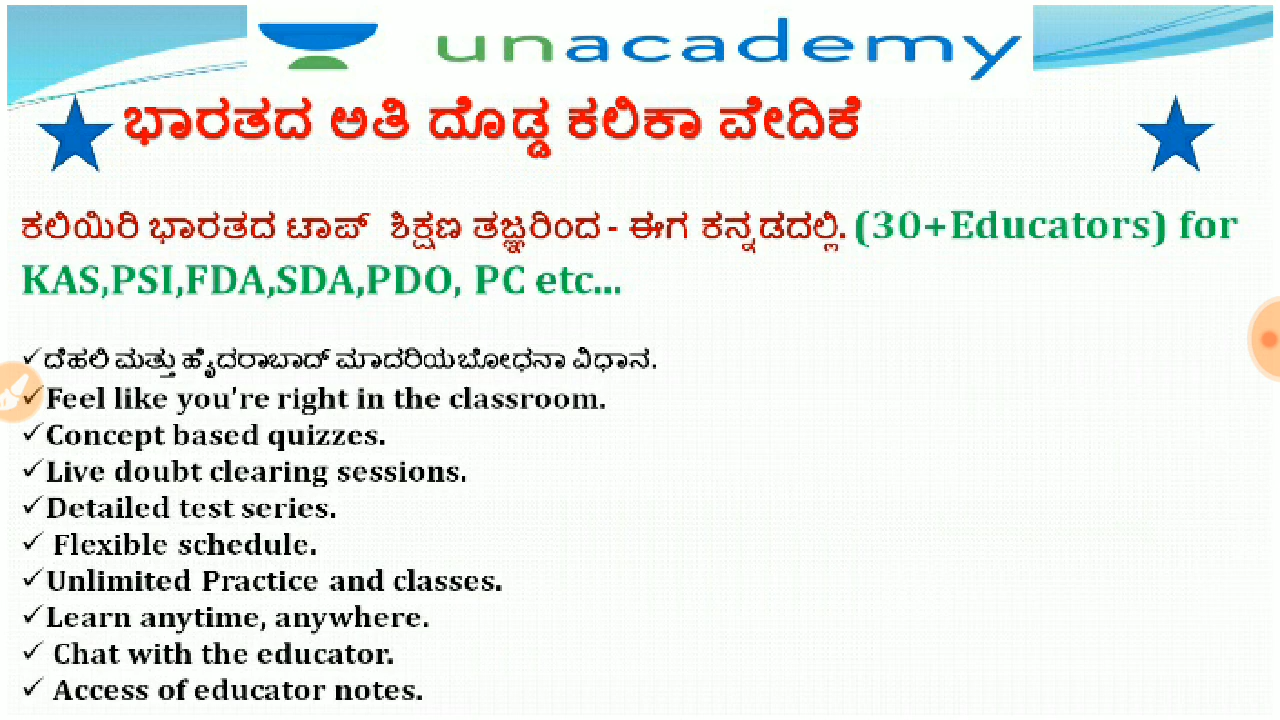 unacademy
ಭಾರತದ ಅತಿ ದೊಡ್ಡ ಕಲಿಕಾ ವೇದಿಕೆ
ಕಲಿಯಿರಿ ಭಾರತದ ಟಾಪ್ ಶಿಕ್ಷಣ ತಜ್ಞರಿಂದ - ಈಗ ಕನ್ನಡದಲ್ಲಿ. (30+Educators) for
KAS,PSI,FDA,SDA,PDO, PC etc...
✓ದೆಹಲಿ ಮತ್ತು ಹೈದರಾಬಾದ್ ಮಾದರಿಯ ಬೋಧನಾ ವಿಧಾನ.
✓Feel like you're right in the classroom.
✓Concept based quizzes.
✓Live doubt clearing sessions.
✓Detailed test series.
✓ Flexible schedule.
✓Unlimited Practice and classes.
✓Learn anytime, anywhere.
✓ Chat with the educator.
✓ Access of educator notes.